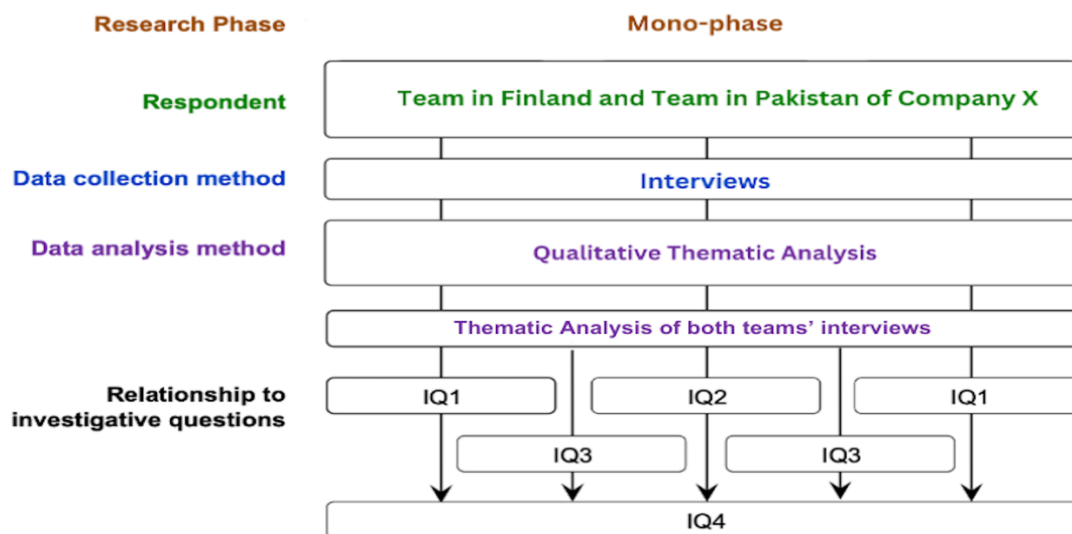 Research Phase
Mono-phase
Respondent
Team in Finland and Team in Pakistan of Company X
Data collection method
Interviews
Data analysis method
Qualitative Thematic Analysis
Thematic Analysis of both teams’ interviews
Relationship to
investigative questions
IQ1
IQ2
IQ1
IQ3
IQ3
IQ4